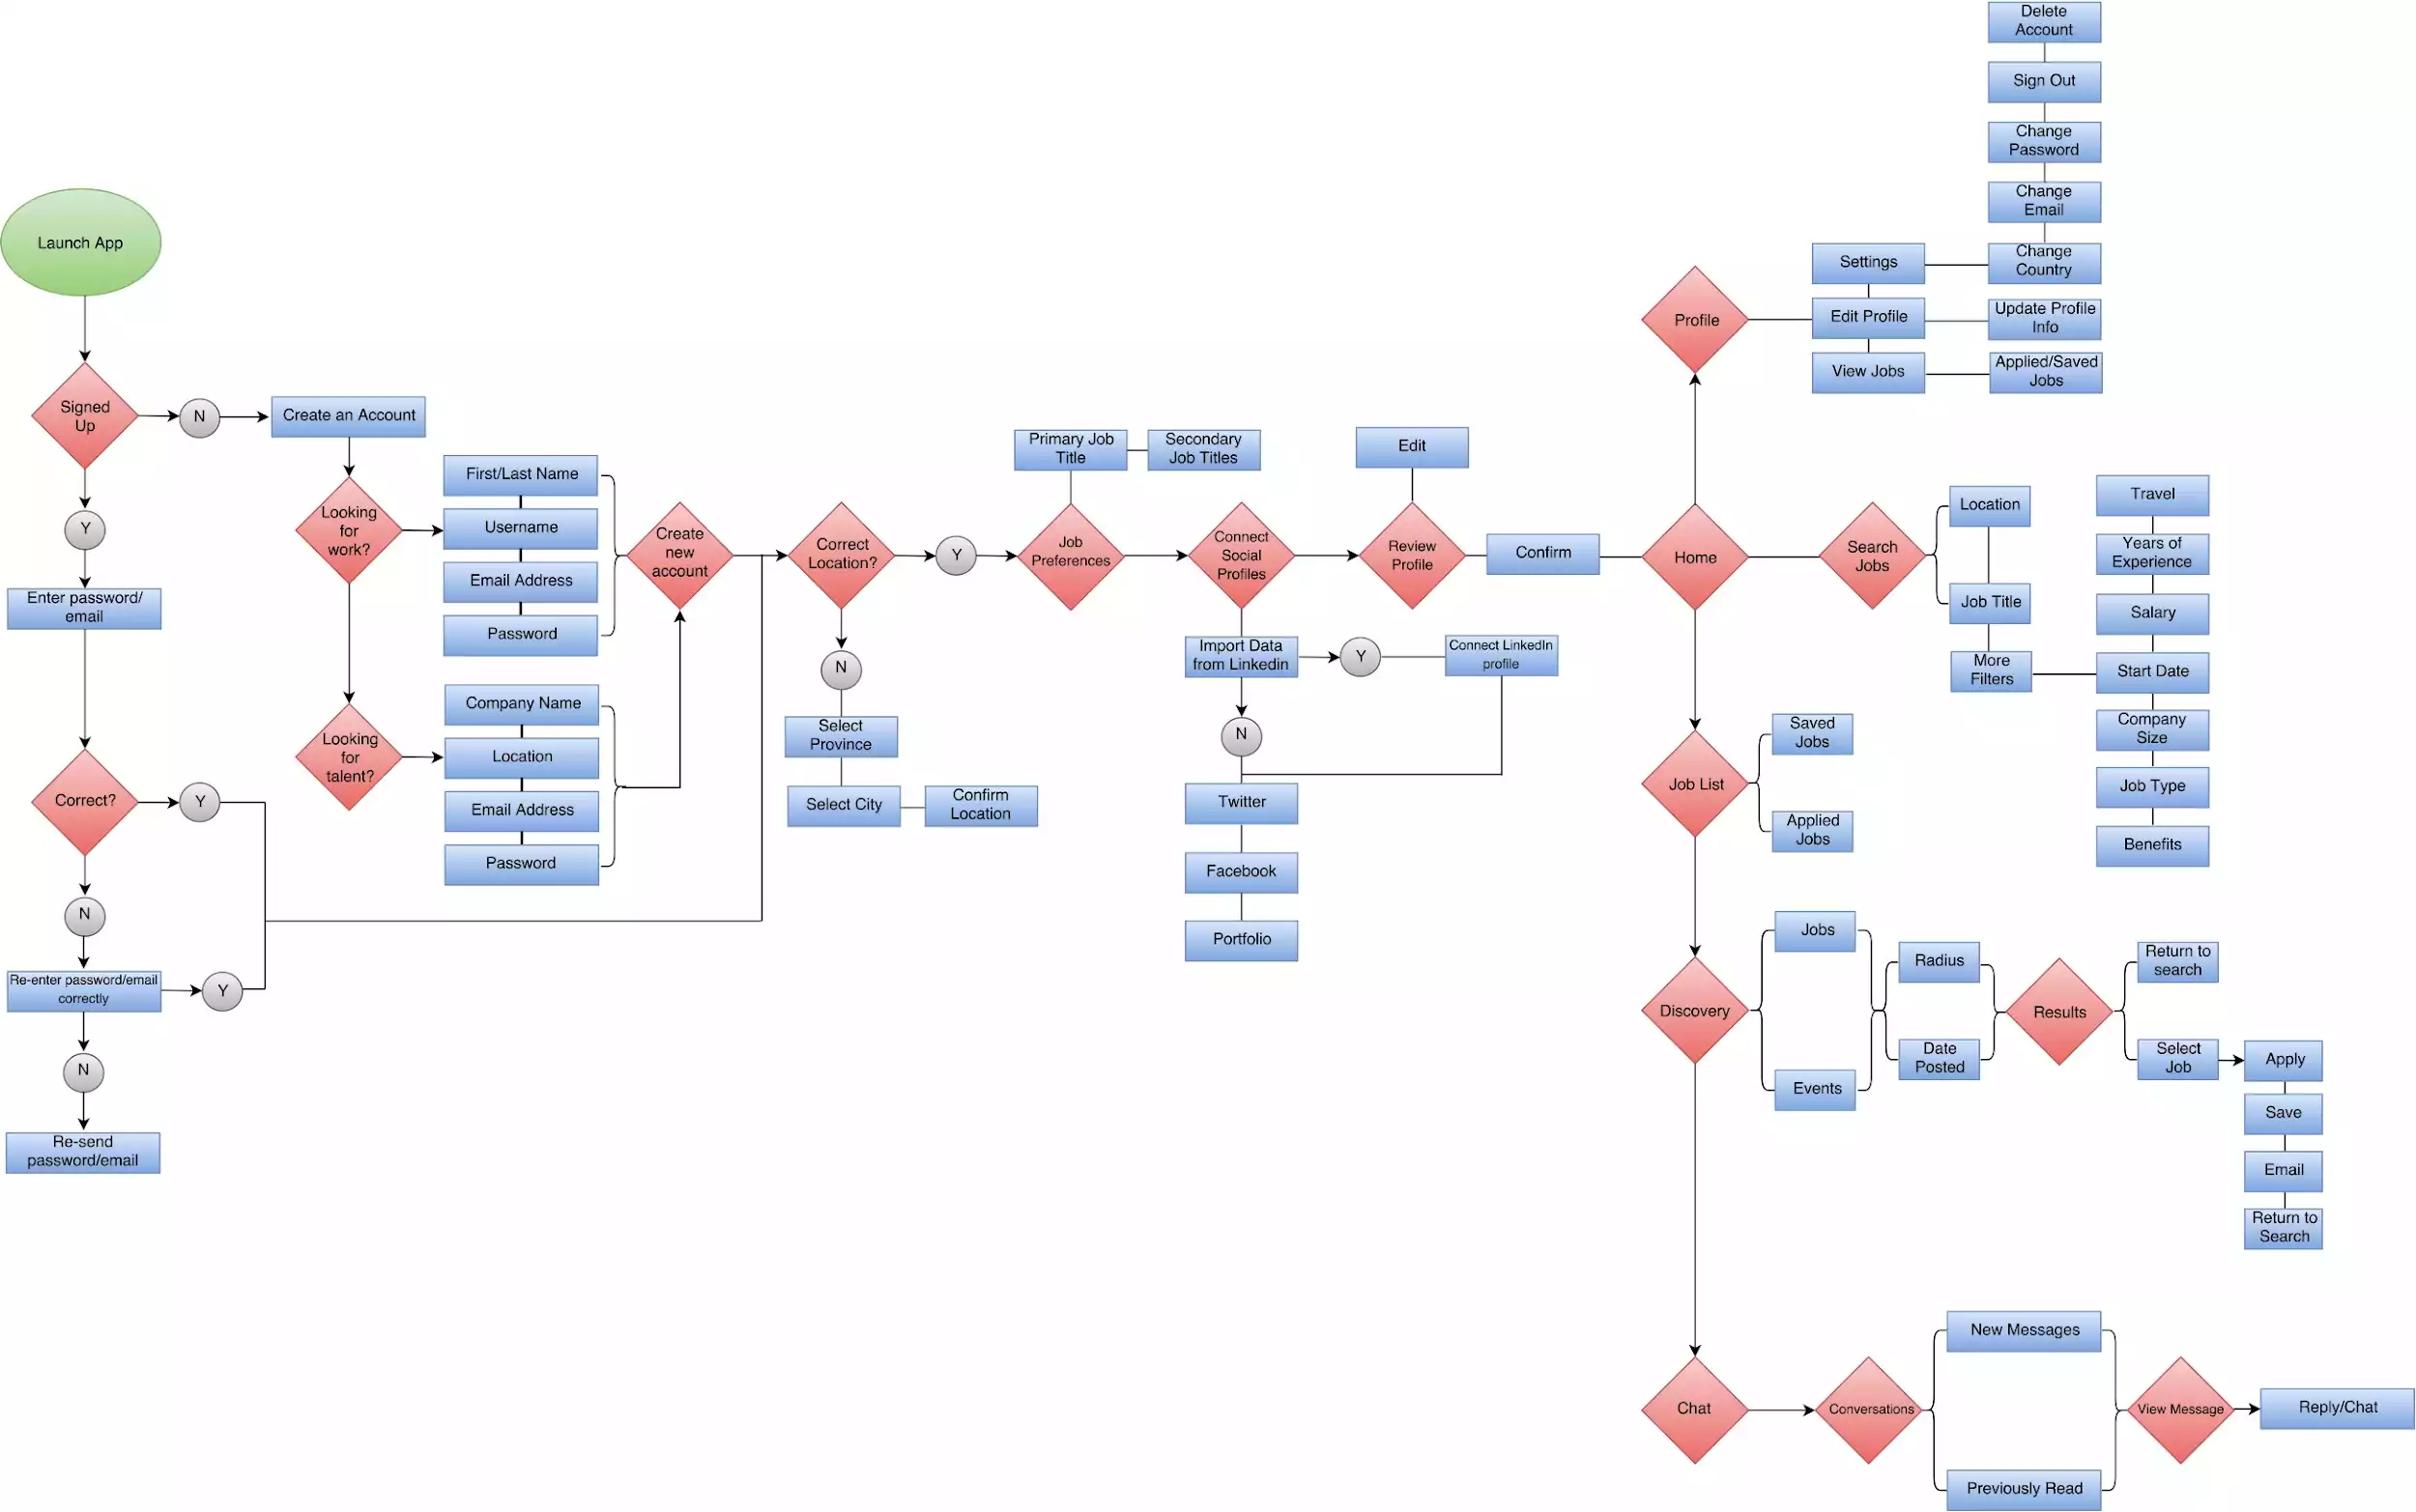 Launch App
Signed
Up
N
Create an Account
Y
Enter password/
email
Correct?
Y
N
Re-enter password/email
correctly
Y
N
Re-send
password/email
Looking
for
work?
First/Last Name
Username
Email Address
Password
Looking
for
talent?
Company Name
Location
Email Address
Password
Create
new
account
Correct
Location?
Y
N
Select
Province
Select City
Confirm
Location
Job
Preferences
Primary Job
Title
Secondary
Job Titles
Connect
Social
Profiles
Import Data
from Linkedin
Y
Connect LinkedIn
profile
N
Twitter
Facebook
Portfolio
Review
Profile
Edit
Confirm
Home
Profile
Settings
Edit Profile
View Jobs
Delete
Account
Sign Out
Change
Password
Change
Email
Change
Country
Update Profile
Info
Applied/Saved
Jobs
Search
Jobs
Location
Job Title
More
Filters
Travel
Years of
Experience
Salary
Start Date
Company
Size
Job Type
Benefits
Job List
Saved
Jobs
Applied
Jobs
Discovery
Jobs
Events
Radius
Date
Posted
Results
Return to
search
Select
Job
Apply
Save
Email
Return to
Search
Chat
Conversations
New Messages
Previously Read
View Message
Reply/Chat